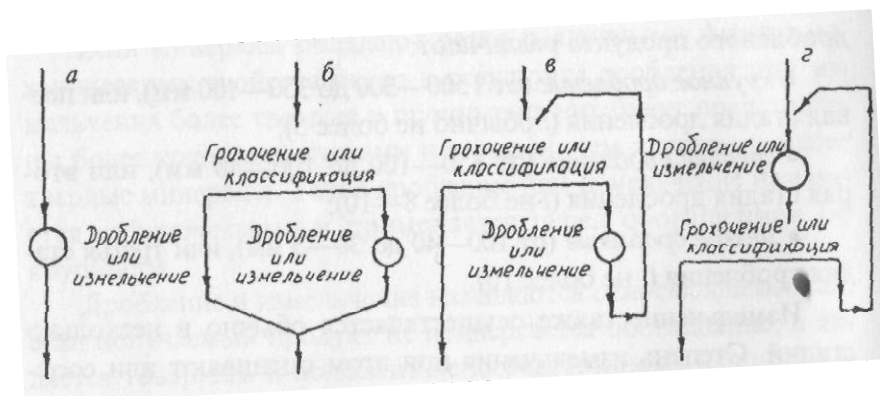 а
б
в
г
Дробление
или
измельчение
Грохочение или
классификация
Дробление
или
измельчение
Грохочение или
классификация
Дробление
или
измельчение
Дробление или
измельчение
Грохочение или
классификация